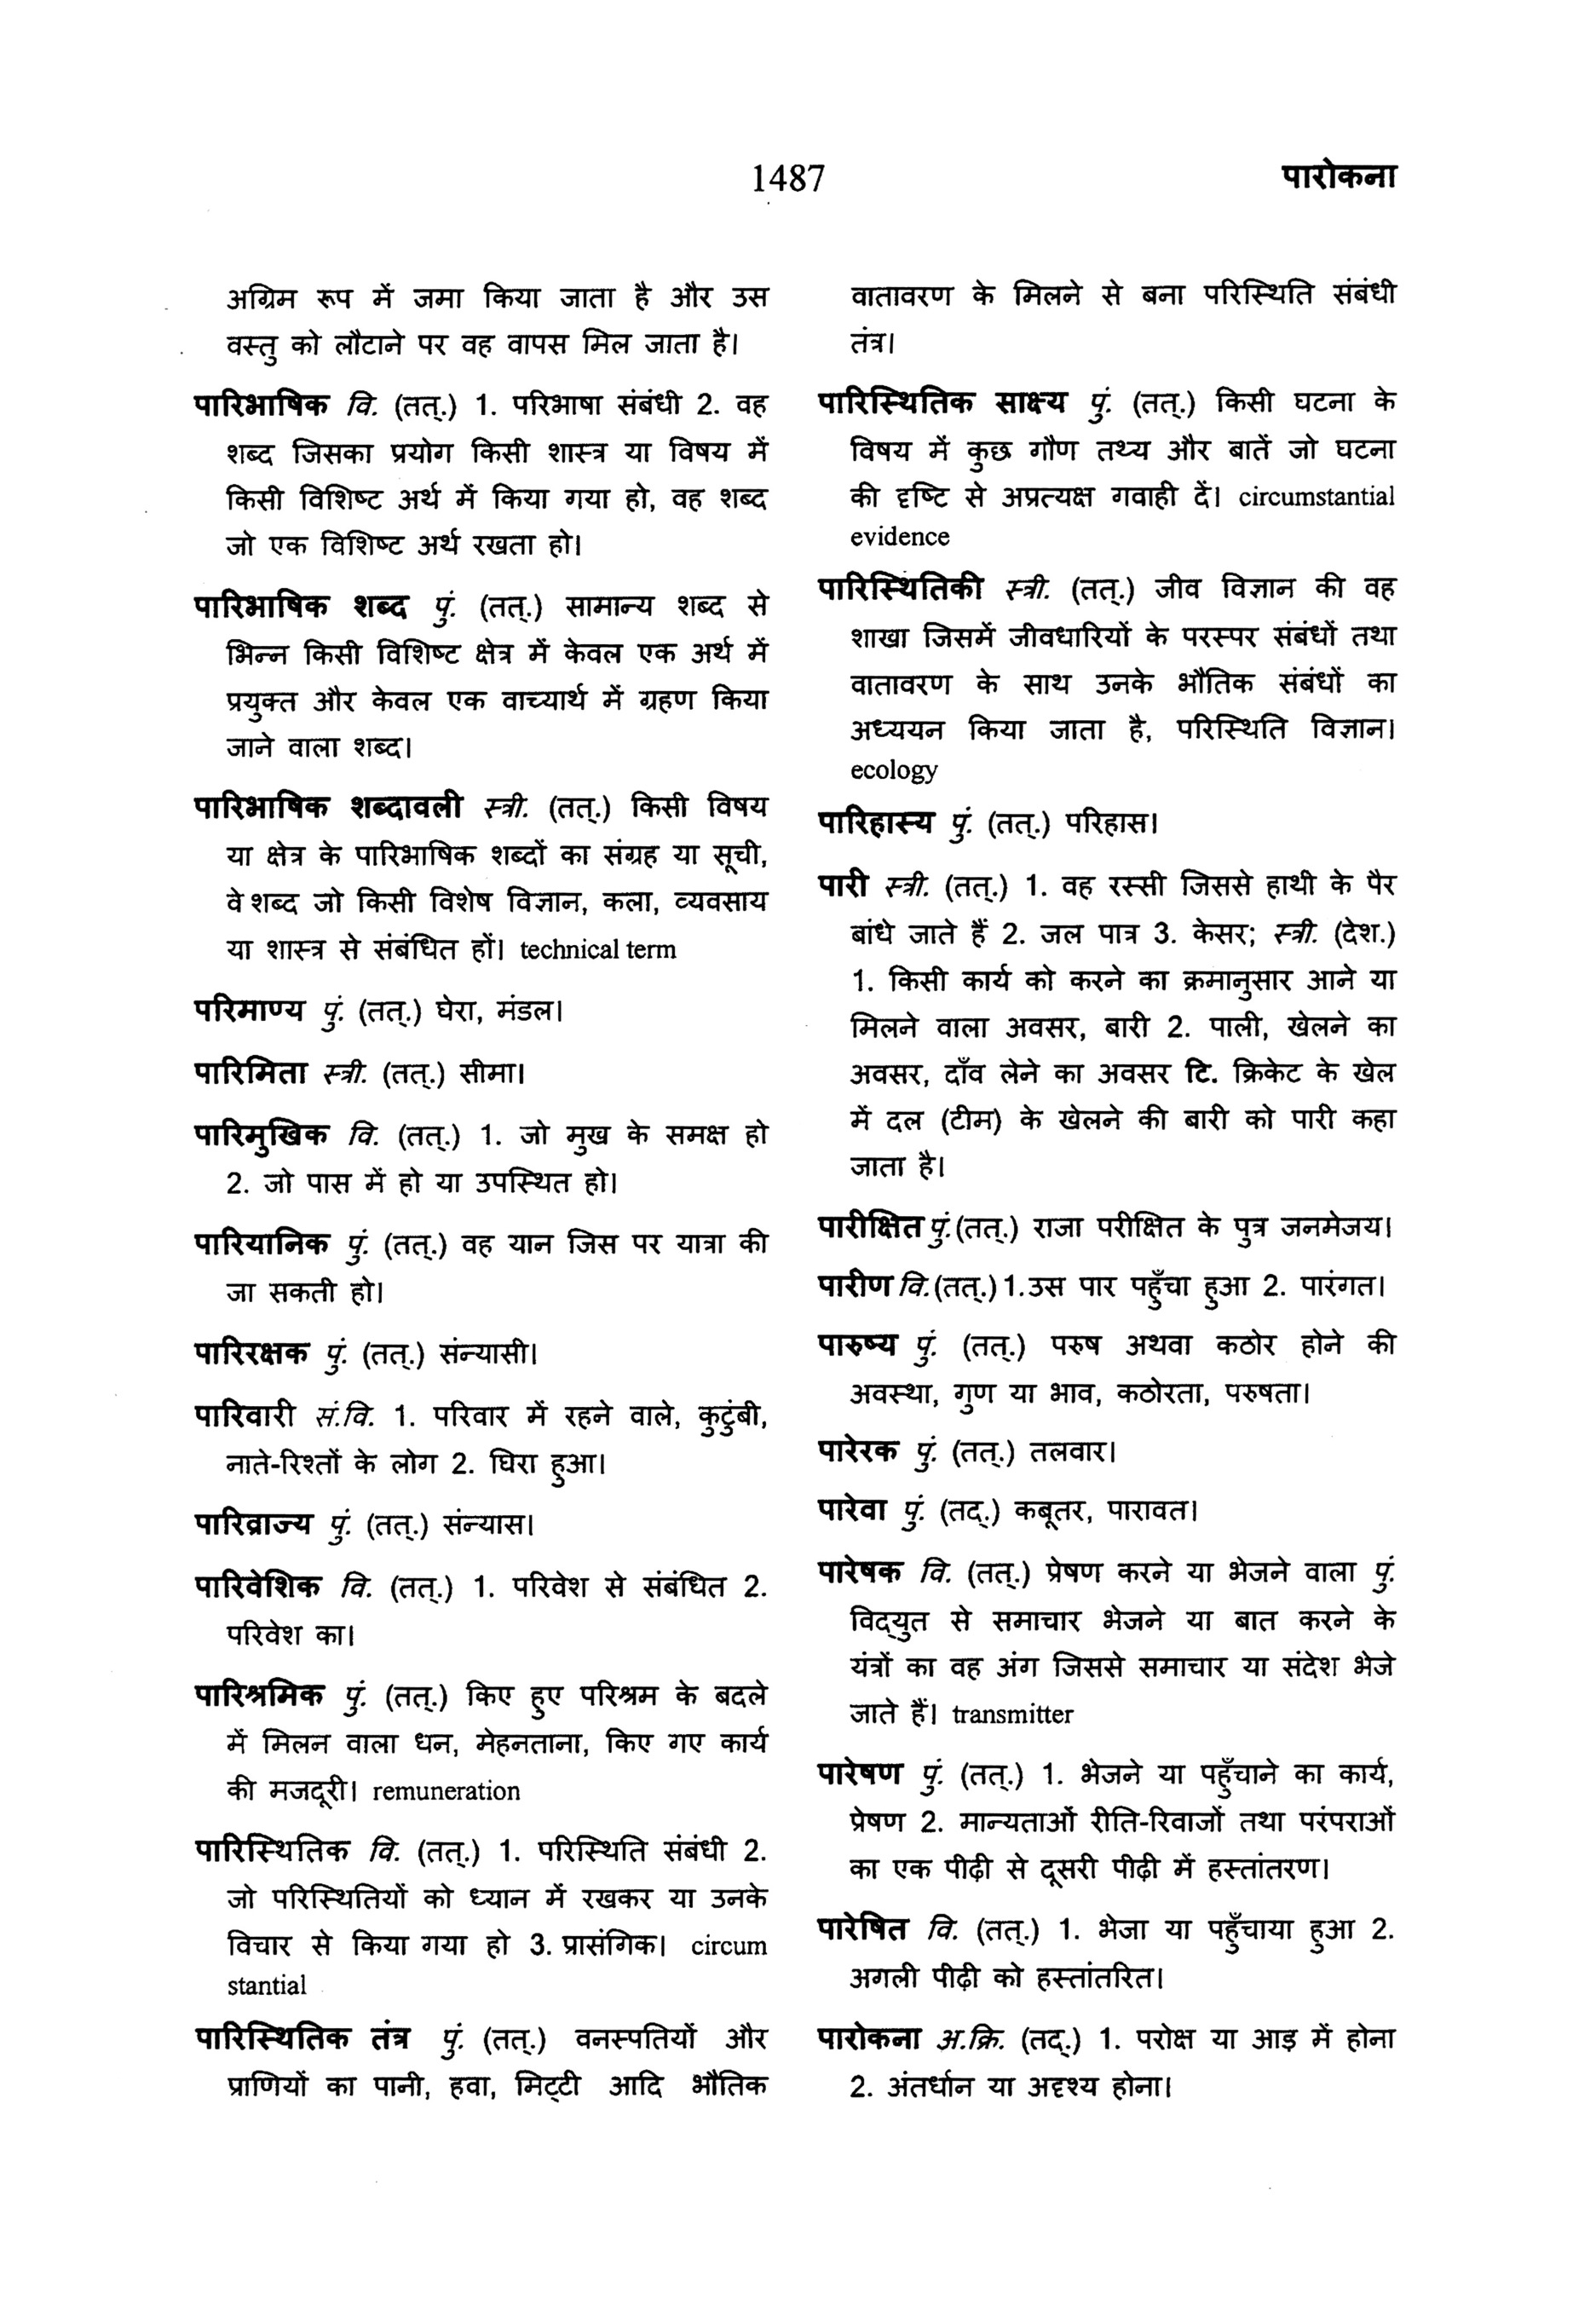 1487
पारोकना
अग्रिम रूप में जमा किया जाता है और उस
वस्तु को लौटाने पर वह वापस मिल जाता है।
पारिभाषिक वि. (तत्.) 1. परिभाषा संबंधी 2. वह
शब्द जिसका प्रयोग किसी शास्त्र या विषय में
किसी विशिष्ट अर्थ में किया गया हो, वह शब्द
जो एक विशिष्ट अर्थ रखता हो।
पारिभाषिक शब्द पुं. (तत्.) सामान्य शब्द से
भिन्न किसी विशिष्ट क्षेत्र में केवल एक अर्थ में
प्रयुक्त और केवल एक वाच्यार्थ में ग्रहण किया
जाने वाला शब्द।
पारिभाषिक शब्दावली स्त्री. (तत्.) किसी विषय
या क्षेत्र के पारिभाषिक शब्दों का संग्रह या सूची,
वे शब्द जो किसी विशेष विज्ञान, कला, व्यवसाय
या शास्त्र से संबंधित हों। technical term
परिमाण्य पुं. (तत्.) घेरा, मंडल।
पारिमिता स्त्री. (तत्.) सीमा।
पारिमुखिक वि. (तत्.) 1. जो मुख के समक्ष हो
2. जो पास में हो या उपस्थित हो।
पारियानिक पुं. (तत्.) वह यान जिस पर यात्रा की
जा सकती हो।
पारिरक्षक पुं. (तत्.) संन्यासी।
पारिवारी सं.वि. 1. परिवार में रहने वाले, कुटुंबी,
नाते-रिश्तों के लोग 2. घिरा हुआ।
पारिव्राज्य पुं. (तत्.) संन्यास।
पारिवेशिक वि. (तत्.) 1. परिवेश से संबंधित 2.
परिवेश का।
पारिश्रमिक पुं. (तत्.) किए हुए परिश्रम के बदले
में मिलन वाला धन, मेहनताना, किए गए कार्य
की मजदूरी। remuneration
पारिस्थितिक वि. (तत्.) 1. परिस्थिति संबंधी 2.
जो परिस्थितियों को ध्यान में रखकर या उनके
विचार से किया गया हो 3. प्रासंगिक। circum
stantial
पारिस्थितिक तंत्र पुं. (तत्.) वनस्पतियों और
प्राणियों का पानी, हवा, मिट्टी आदि भौतिक
वातावरण के मिलने से बना परिस्थिति संबंधी
तंत्र।
पारिस्थितिक साक्ष्य पुं. (तत्.) किसी घटना के
विषय में कुछ गौण तथ्य और बातें जो घटना
की दृष्टि से अप्रत्यक्ष गवाही दें। circumstantial
evidence
पारिस्थितिकी स्त्री. (तत्.) जीव विज्ञान की वह
शाखा जिसमें जीवधारियों के परस्पर संबंधों तथा
वातावरण के साथ उनके भौतिक संबंधों का
अध्ययन किया जाता है, परिस्थिति विज्ञान।
ecology
पारिहास्य पुं. (तत्.) परिहास।
पारी स्त्री. (तत्.) 1. वह रस्सी जिससे हाथी के पैर
बांधे जाते हैं 2. जल पात्र 3. केसर; स्त्री. (देश.)
1. किसी कार्य को करने का क्रमानुसार आने या
मिलने वाला अवसर, बारी 2. पाली, खेलने का
अवसर, दाँव लेने का अवसर टि. क्रिकेट के खेल
में दल (टीम) के खेलने की बारी को पारी कहा
जाता है।
पारीक्षित पुं.(तत्.) राजा परीक्षित के पुत्र जनमेजय।
पारीण वि.(तत्.) 1.उस पार पहुँचा हुआ 2. पारंगत।
पारुष्य पुं. (तत्.) परुष अथवा कठोर होने की
अवस्था, गुण या भाव, कठोरता, परुषता।
पारेरक पुं. (तत्.) तलवार।
पारेवा पुं. (तद्.) कबूतर, पारावत।
पारेषक वि. (तत्.) प्रेषण करने या भेजने वाला पुं.
विद्‌युत से समाचार भेजने या बात करने के
यंत्रों का वह अंग जिससे समाचार या संदेश भेजे
जाते हैं। transmitter
पारेषण पुं. (तत्.) 1. भेजने या पहुँचाने का कार्य,
प्रेषण 2. मान्यताओं रीति-रिवाजों तथा परंपराओं
का एक पीढ़ी से दूसरी पीढ़ी में हस्तांतरण।
पारेषित वि. (तत्.) 1. भेजा या पहुँचाया हुआ 2.
अगली पीढ़ी को हस्तांतरित।
पारोकना अ.क्रि. (तद्.) 1. परोक्ष या आड़ में होना
2. अंतर्धान या अदृश्य होना।